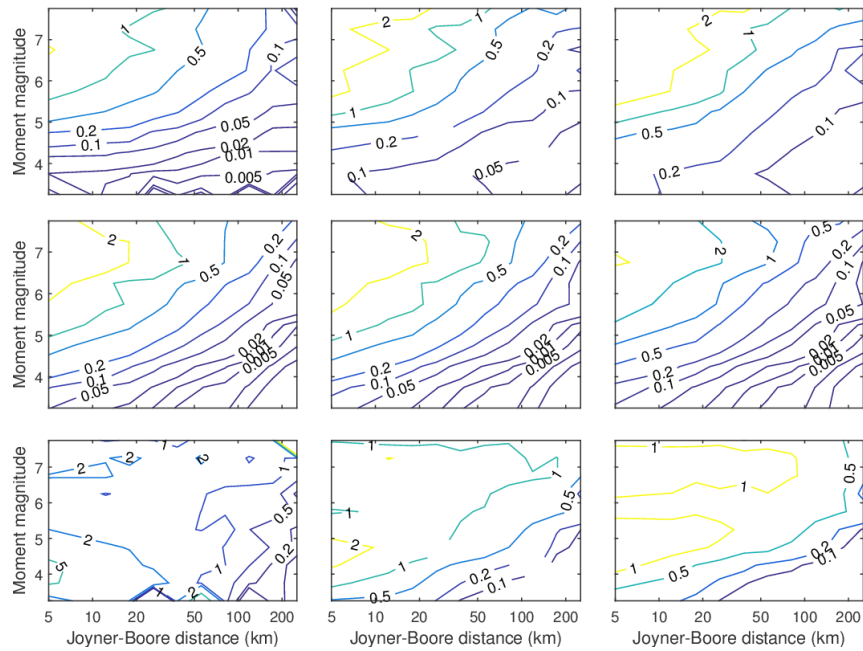 7 6 5 4
Moment magnitude
2 1 0.5 0.1 0.2 0.1 0.05 0.02 0.01 0.005
2 1 0.5 0.2 1 0.2 0.1 0.1 0.05
2 1 0.5 0.2 0.1
7 6 5 4
Moment magnitude
2 1 0.5 0.2 0.1 0.05 0.2 0.1 0.05 0.02 0.01 0.005
2 1 0.5 0.2 0.1 0.05 1 0.2 0.1 0.05 0.02 0.01 0.005
2 1 0.5 0.2 0.1 0.5 0.2 0.1 0.05 0.02 0.01 0.005
7 6 5 4
Moment magnitude
2 2 1 2 1 2 5 1 2 1 0.5 0.2
1 1 1 2 1 0.5 0.5 0.2 0.1
1 1 1 0.5 0.5 0.2 0.1
5 10 20 50 100 200
5 10 20 50 100 200
5 10 20 50 100 200
Joyner-Boore distance (km)
Joyner-Boore distance (km)
Joyner-Boore distance (km)